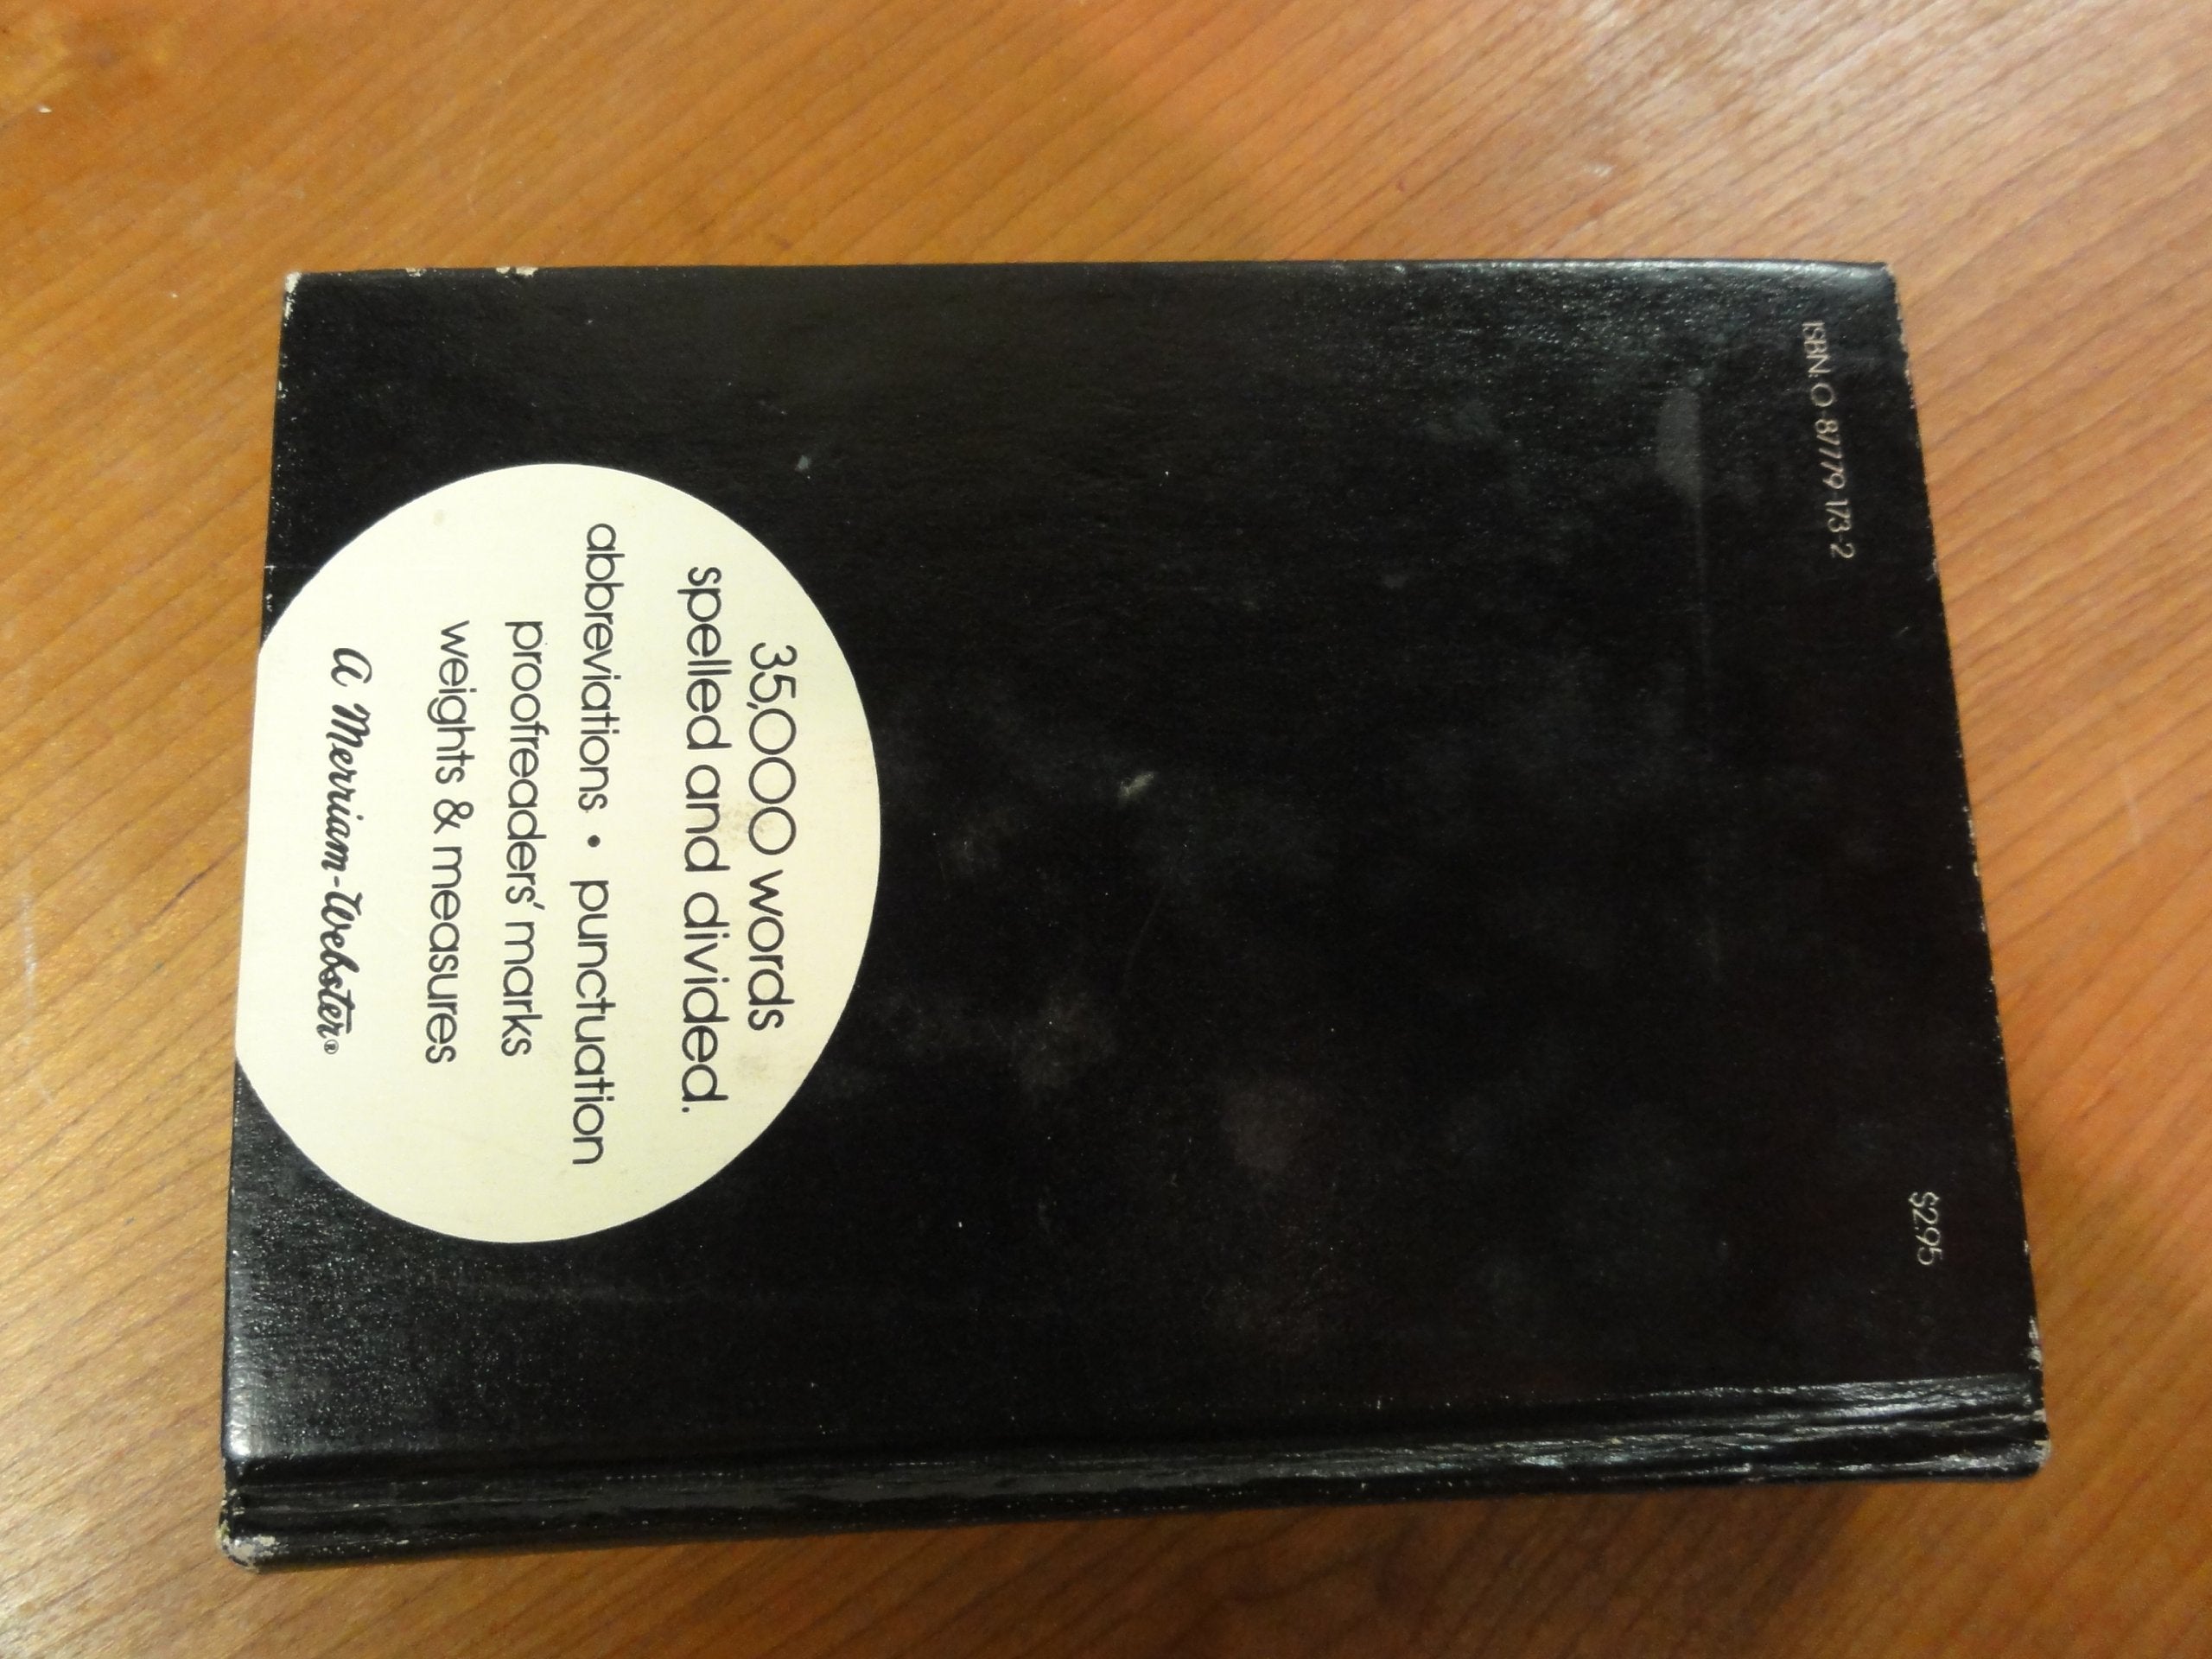 ISBN: 0-87779-173-2
$2.95
35,000 words
spelled and divided.
abbreviations • punctuation
proofreaders' marks
weights & measures
a Merriam-Webster®